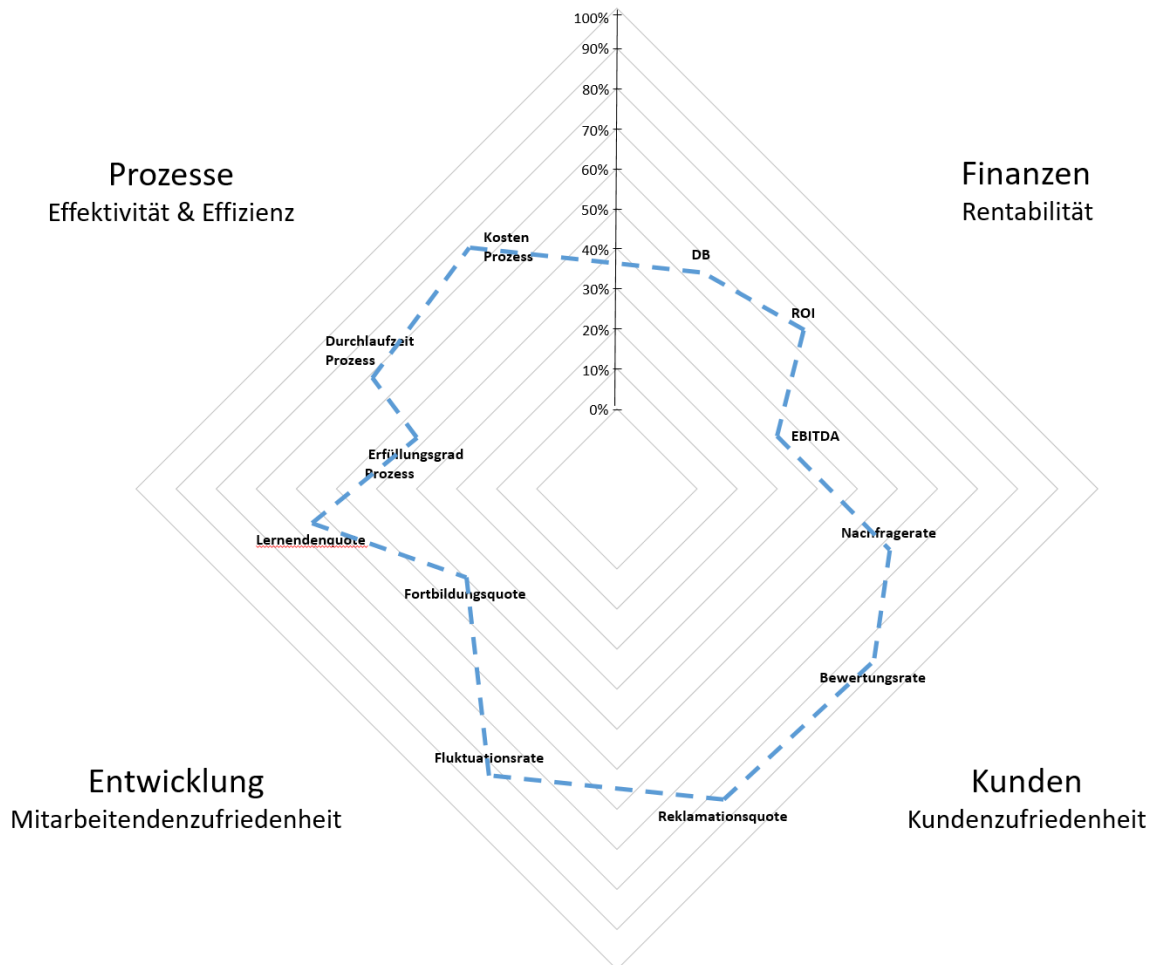 100%
90%
80%
70%
60%
50%
40%
30%
20%
10%
0%
Prozesse
Effektivität & Effizienz
Finanzen
Rentabilität
Kosten
Prozess
DB
ROI
Durchlaufzeit
Prozess
EBITDA
Erfüllungsgrad
Prozess
Nachfragerate
Lernendenquote
Fortbildungsquote
Bewertungsrate
Fluktuationsrate
Reklamationsquote
Entwicklung
Mitarbeitendenzufriedenheit
Kunden
Kundenzufriedenheit